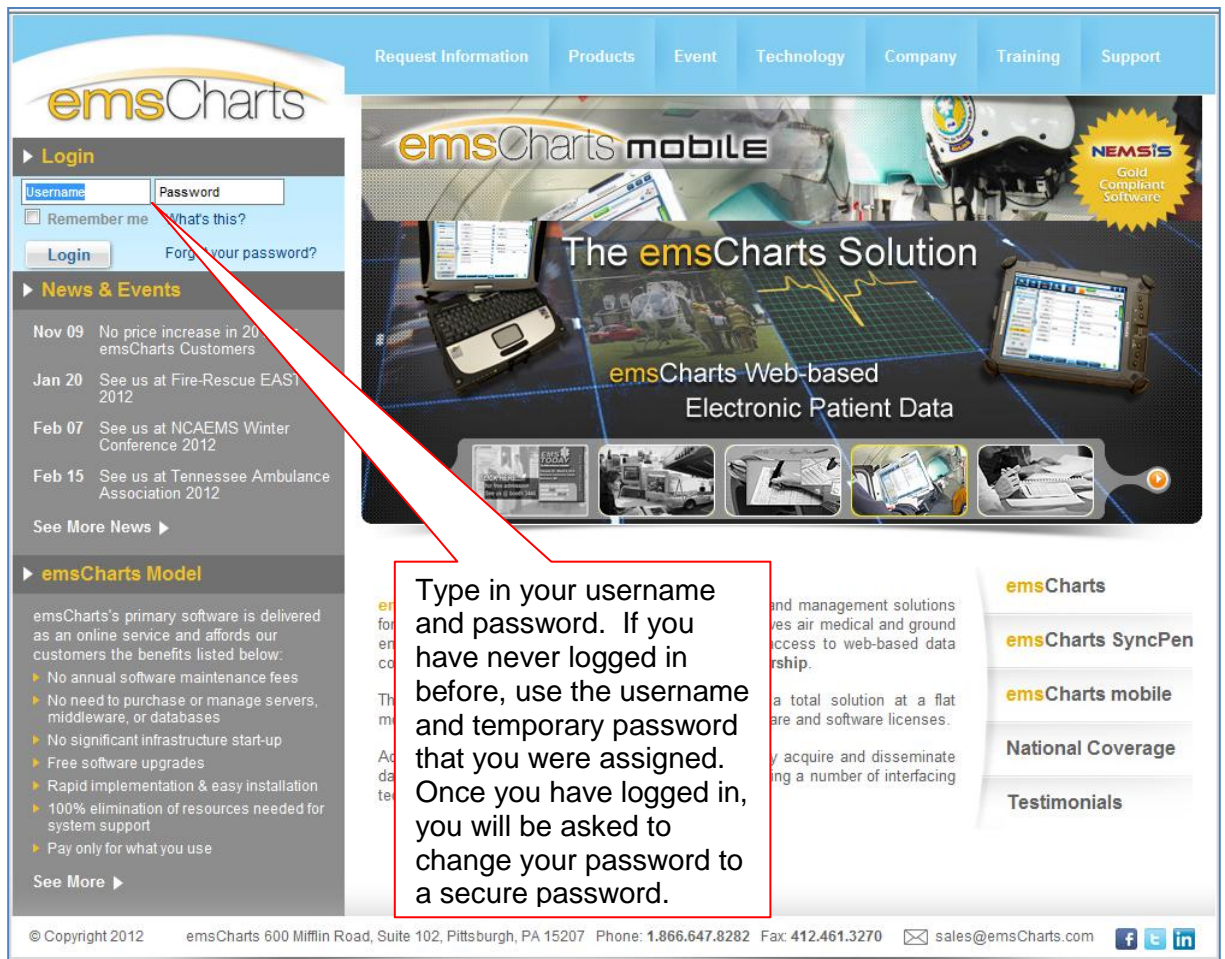 Request Information Products Event Technology Company Training Support
emsCharts
Login
Username Password
Remember me What's this?
Login your password?
News & Events
Nov 09 No price increase in
emsCharts Customers
Jan 20 See us at Fire-Rescue EAST
2012
Feb 07 See us at NCAEMS Winter
Conference 2012
Feb 15 See us at Tennessee Ambulance
Association 2012
See More News
emsCharts Model
emsCharts's primary software is delivered
as an online service and affords our
customers the benefits listed below:
No annual software maintenance fees
No need to purchase or manage servers,
middleware, or databases
No significant infrastructure start-up
Free software upgrades
Rapid implementation & easy installation
100% elimination of resources needed for
system support
Pay only for what you use
See More
emsCharts mobile
NEMSIS
Gold
Compliant
Software
The emsCharts Solution
emsCharts Web-based
Electronic Patient Data
EMS
TODAY
Type in your username
and password. If you
have never logged in
before, use the username
and temporary password
that you were assigned.
Once you have logged in,
you will be asked to
change your password to
a secure password.
and management solutions
air medical and ground
access to web-based data
a total solution at a flat
and software licenses.
acquire and disseminate
a number of interfacing
emsCharts
emsCharts SyncPen
emsCharts mobile
National Coverage
Testimonials
© Copyright 2012 emsCharts 600 Mifflin Road, Suite 102, Pittsburgh, PA 15207 Phone: 1.866.647.8282 Fax: 412.461.3270 sales@emsCharts.com